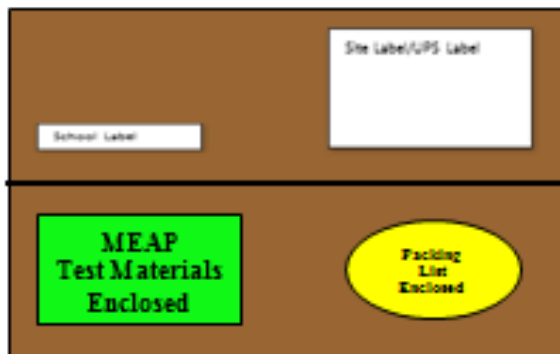 Site Label/UPS Label
School Label
MEAP
Test Materials
Enclosed
Packing
List
Enclosed